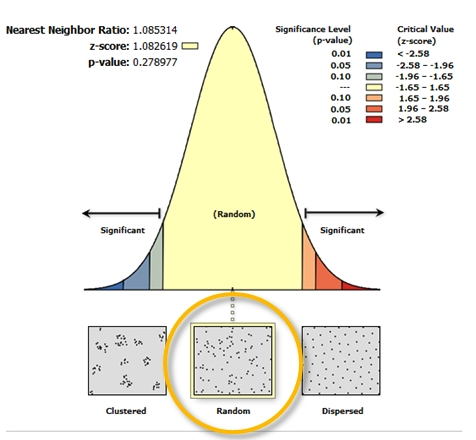 Nearest Neighbor Ratio: 1.085314
z-score: 1.082619
p-value: 0.278977
Significance Level
(p-value)
Critical Value
(z-score)
0.01 < -2.58
0.05 -2.58 – -1.96
0.10 -1.96 – -1.65
--- -1.65 – 1.65
0.10 1.65 – 1.96
0.05 1.96 – 2.58
0.01 > 2.58
(Random)
Significant
Significant
Clustered
Random
Dispersed